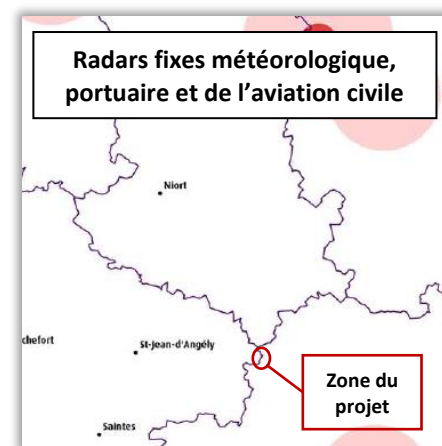 Radars fixes météorologique,
portuaire et de l'aviation civile
Niort
chefort
St-Jean-d'Angély
Zone du
projet
Saintes